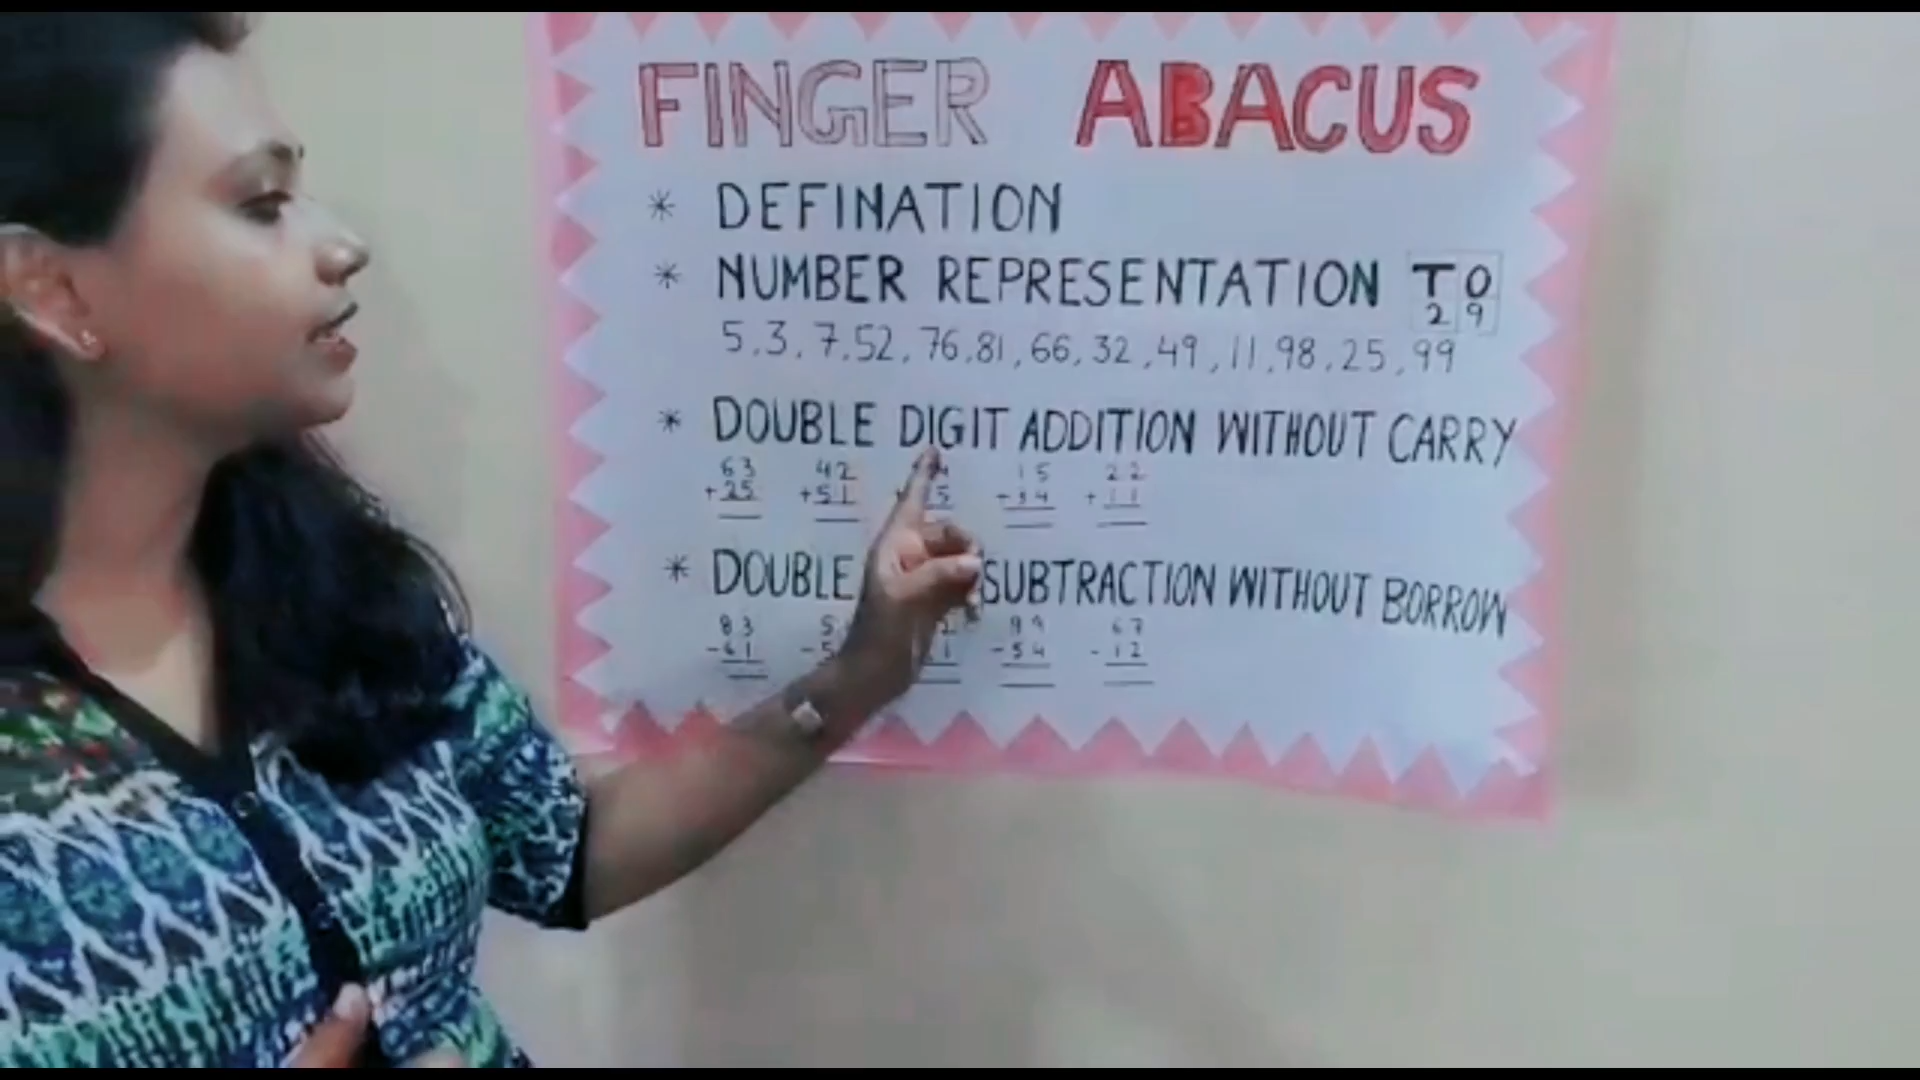 FINGER ABACUS
* DEFINATION
* NUMBER REPRESENTATION T O
2 9
5, 3, 7, 52, 76, 81, 66, 32, 49, 11, 98, 25, 99
* DOUBLE DIGIT ADDITION WITHOUT CARRY
63 42 15 22
+25 +51 +34 +11
* DOUBLE SUBTRACTION WITHOUT BORROW
83 99 67
-61 -54 -12